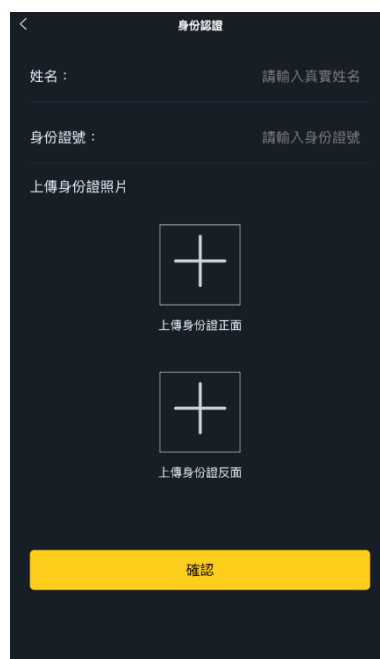 身份認證
姓名：　請輸入真實姓名
身份證號：　請輸入身份證號
上傳身份證照片
上傳身份證正面
上傳身份證反面
確認